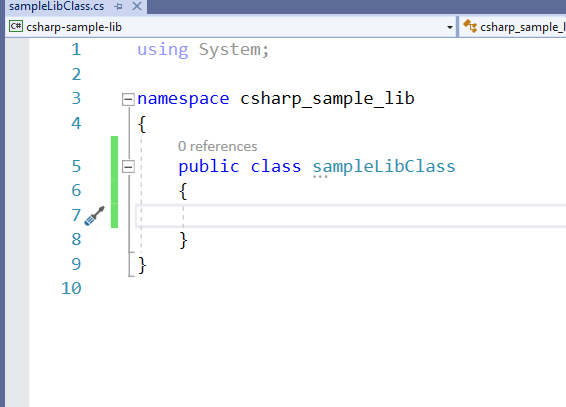 sampleLibClass.cs
C# csharp-sample-lib
csharp_sample_l
1 using System;
2
3 namespace csharp_sample_lib
4 {
0 references
5 public class sampleLibClass
6 {
7
8 }
9 }
10